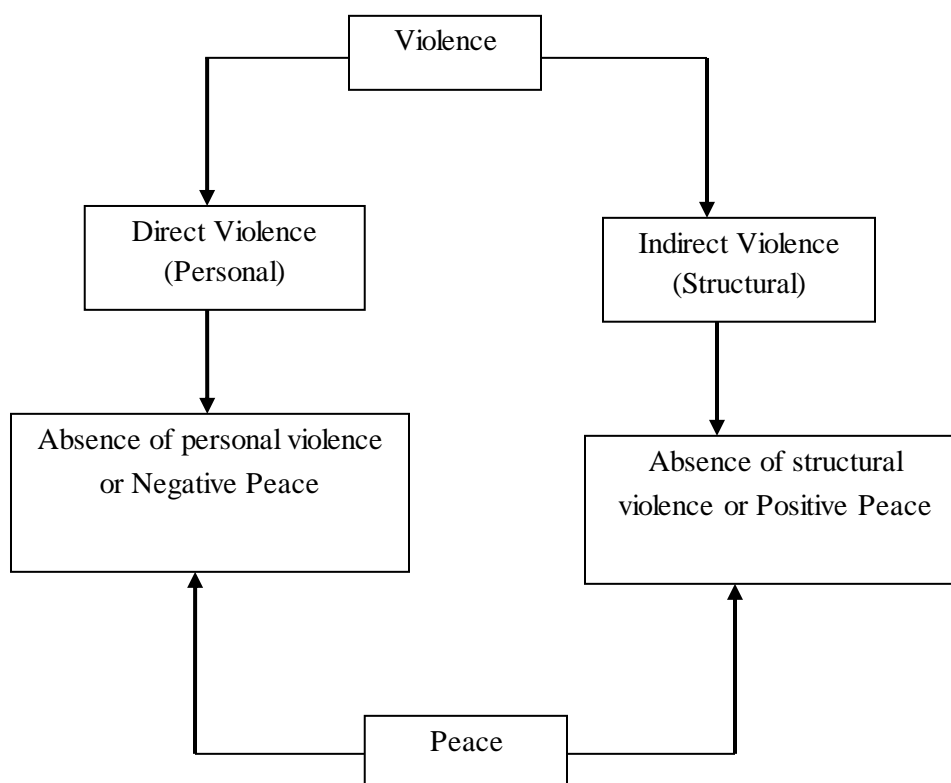 Violence
Direct Violence
(Personal)
Indirect Violence
(Structural)
Absence of personal violence
or Negative Peace
Absence of structural
violence or Positive Peace
Peace